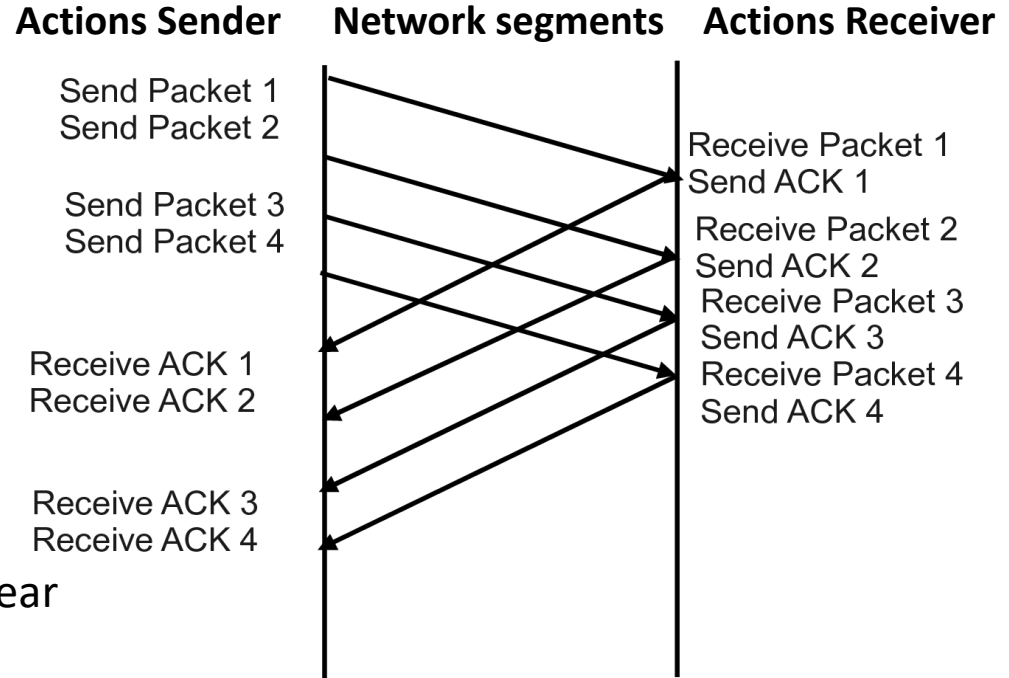 Actions Sender Network segments Actions Receiver
Send Packet 1
Send Packet 2
Receive Packet 1
Send ACK 1
Send Packet 3
Send Packet 4
Receive Packet 2
Send ACK 2
Receive Packet 3
Send ACK 3
Receive ACK 1
Receive Packet 4
Receive ACK 2
Send ACK 4
Receive ACK 3
Receive ACK 4
ear